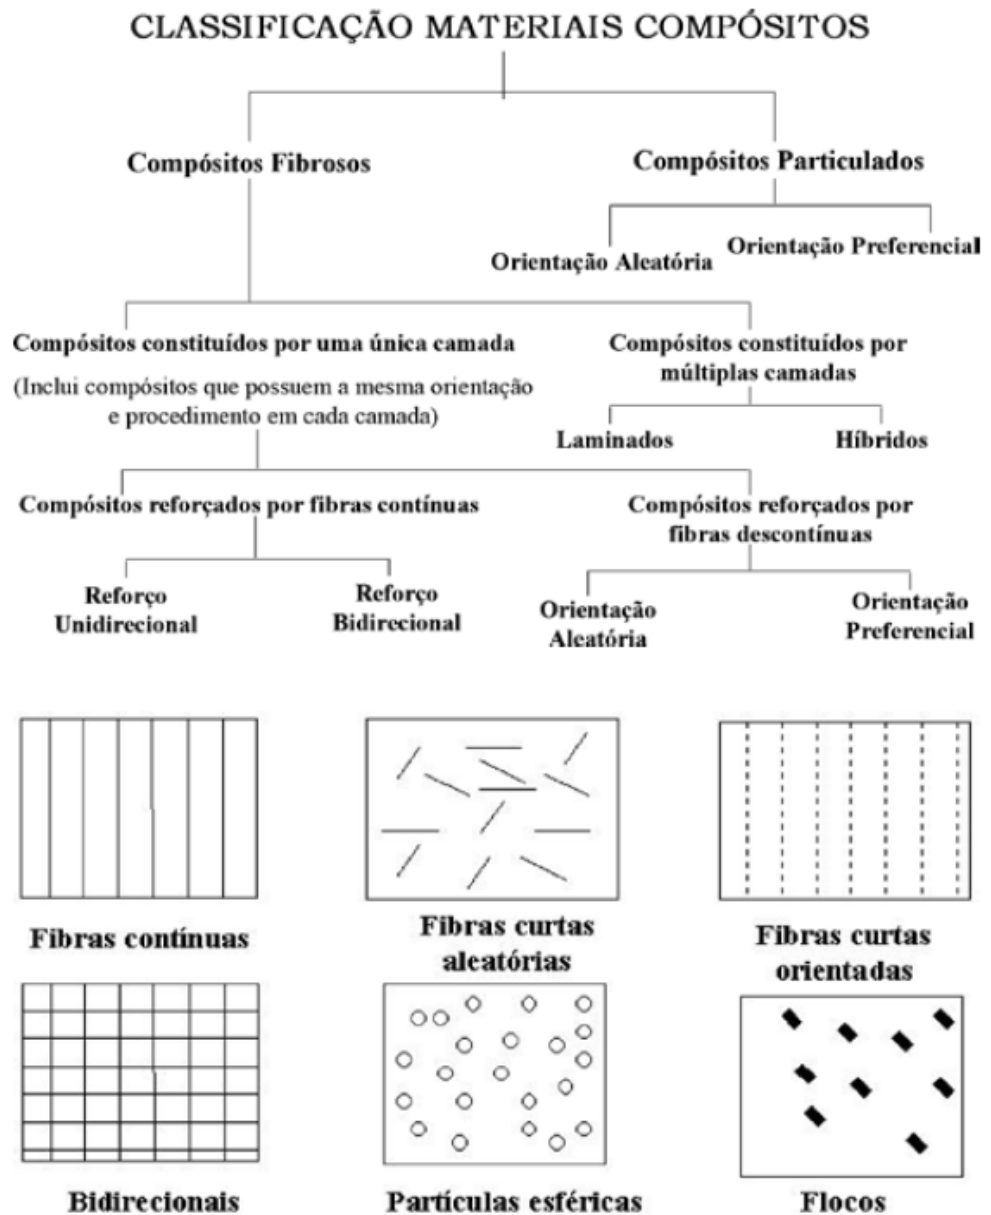 CLASSIFICAÇÃO MATERIAIS COMPÓSITOS
Compósitos Fibrosos
Compósitos Particulados
Orientação Aleatória
Orientação Preferencial
Compósitos constituídos por uma única camada
(Inclui compósitos que possuem a mesma orientação
e procedimento em cada camada)
Compósitos constituídos por
múltiplas camadas
Laminados
Híbridos
Compósitos reforçados por fibras contínuas
Compósitos reforçados por
fibras descontínuas
Reforço
Unidirecional
Reforço
Bidirecional
Orientação
Aleatória
Orientação
Preferencial
Fibras contínuas
Fibras curtas
aleatórias
Fibras curtas
orientadas
Bidirecionais
Partículas esféricas
Flocos